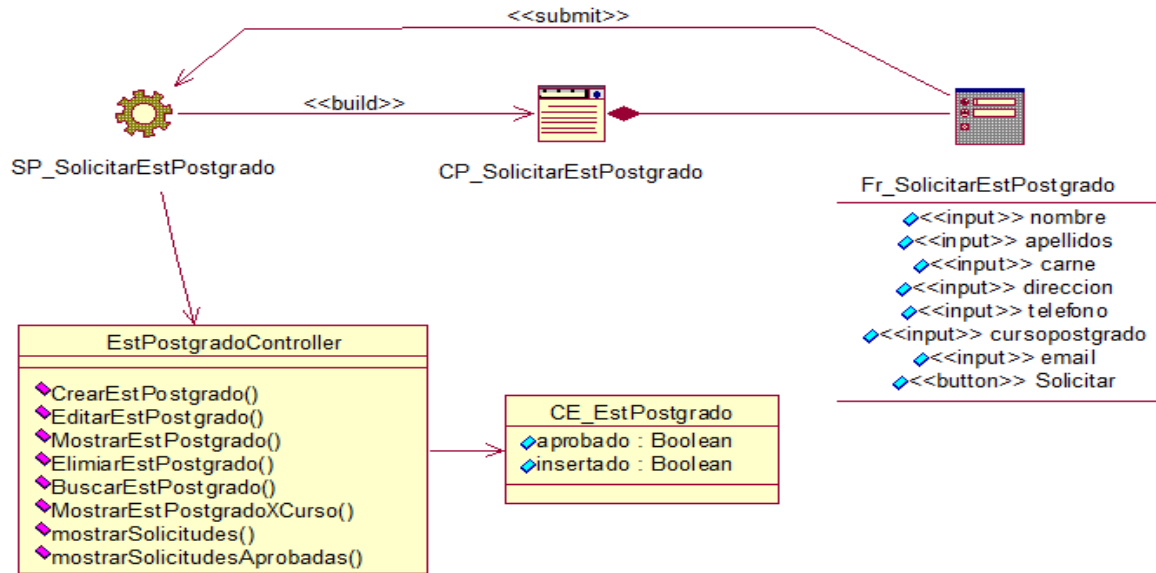 <<submit>>
<<build>>
SP_SolicitarEstPostgrado
CP_SolicitarEstPostgrado
Fr_SolicitarEstPostgrado
<<input>> nombre
<<input>> apellidos
<<input>> carne
<<input>> direccion
<<input>> telefono
<<input>> cursopostgrado
<<input>> email
<<button>> Solicitar
EstPostgradoController
CrearEstPostgrado()
EditarEstPostgrado()
MostrarEstPostgrado()
ElimiarEstPostgrado()
BuscarEstPostgrado()
MostrarEstPostgradoXCurso()
mostrarSolicitudes()
mostrarSolicitudesAprobadas()
CE_EstPostgrado
aprobado : Boolean
insertado : Boolean